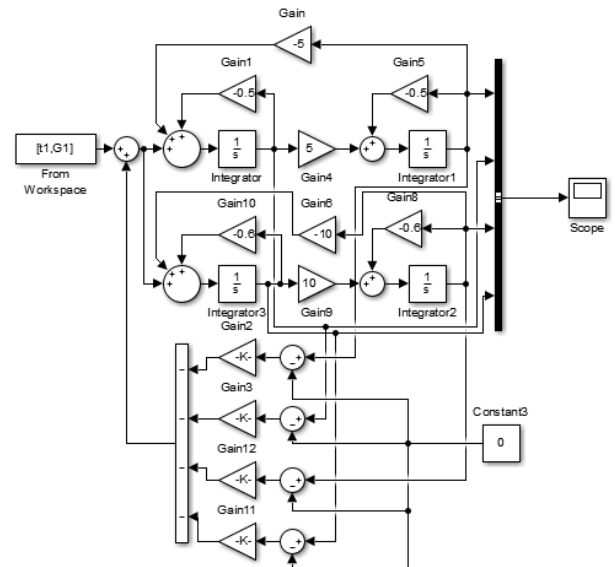 Gain
-5
Gain1
Gain5
-0.5
-0.5
[t1,G1]
1
s
5
1
s
From
Workspace
Integrator
Gain4
Integrator1
Gain10
Gain6
Gain8
Scope
-0.6
-10
-0.6
1
s
10
1
s
Integrator3
Gain9
Integrator2
Gain2
-K-
Gain3
Constant3
-K-
0
Gain12
-K-
Gain11
-K-